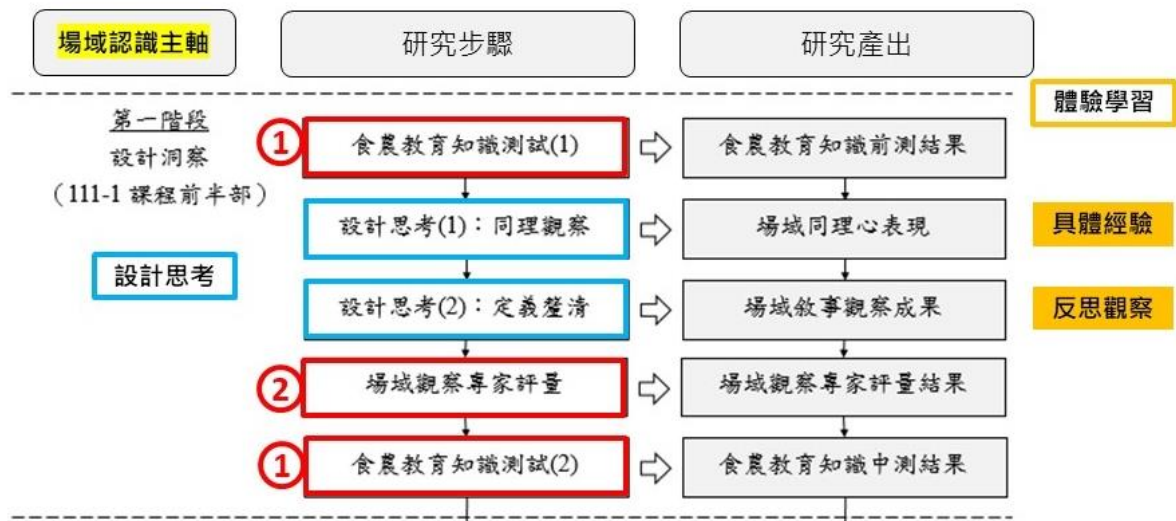 場域認識主軸
研究步驟
研究產出
體驗學習
第一階段
設計洞察
（111-1 課程前半部）
設計思考
①
食農教育知識測試(1)
食農教育知識前測結果
設計思考(1)：同理觀察
場域同理心表現
具體經驗
設計思考(2)：定義釐清
場域敘事觀察成果
反思觀察
②
場域觀察專家評量
場域觀察專家評量結果
①
食農教育知識測試(2)
食農教育知識中測結果